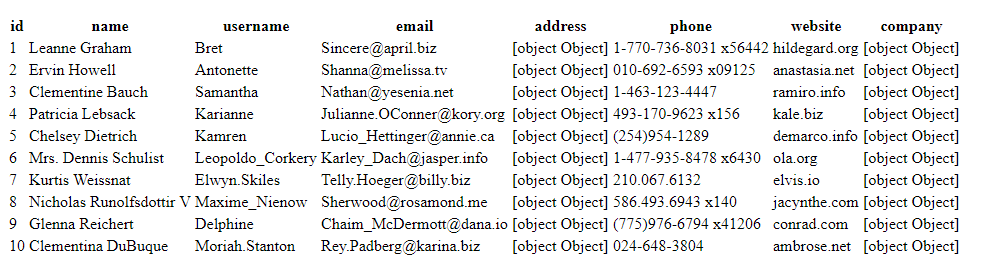 id name username email address phone website company
1 Leanne Graham Bret Sincere@april.biz [object Object] 1-770-736-8031 x56442 hildegard.org [object Object]
2 Ervin Howell Antonette Shanna@melissa.tv [object Object] 010-692-6593 x09125 anastasia.net [object Object]
3 Clementine Bauch Samantha Nathan@yesenia.net [object Object] 1-463-123-4447 ramiro.info [object Object]
4 Patricia Lebsack Karianne Julianne.OConner@kory.org [object Object] 493-170-9623 x156 kale.biz [object Object]
5 Chelsey Dietrich Kamren Lucio_Hettinger@annie.ca [object Object] (254)954-1289 demarco.info [object Object]
6 Mrs. Dennis Schulist Leopoldo_Corkery Karley_Dach@jasper.info [object Object] 1-477-935-8478 x6430 ola.org [object Object]
7 Kurtis Weissnat Elwyn.Skiles Telly.Hoeger@billy.biz [object Object] 210.067.6132 elvis.io [object Object]
8 Nicholas Runolfsdottir V Maxime_Nienow Sherwood@rosamond.me [object Object] 586.493.6943 x140 jacynthe.com [object Object]
9 Glenna Reichert Delphine Chaim_McDermott@dana.io [object Object] (775)976-6794 x41206 conrad.com [object Object]
10 Clementina DuBuque Moriah.Stanton Rey.Padberg@karina.biz [object Object] 024-648-3804 ambrose.net [object Object]